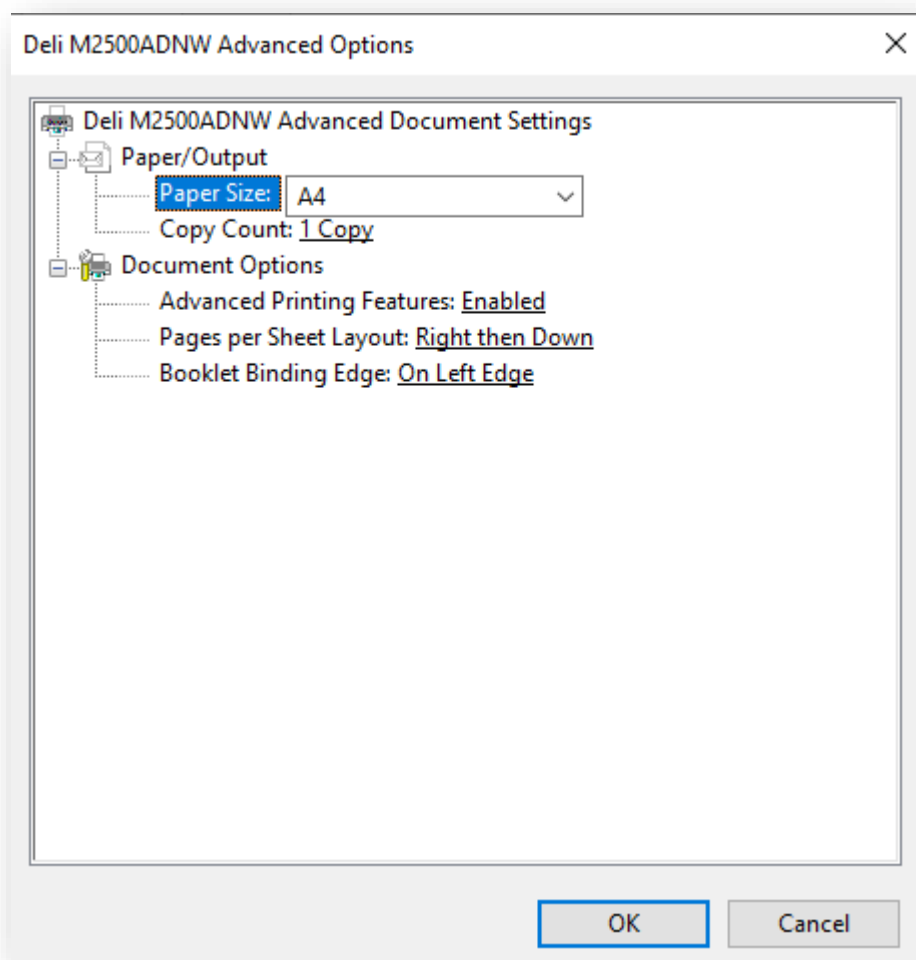 Deli M2500ADNW Advanced Options
Deli M2500ADNW Advanced Document Settings
Paper/Output
Paper Size: A4
Copy Count: 1 Copy
Document Options
Advanced Printing Features: Enabled
Pages per Sheet Layout: Right then Down
Booklet Binding Edge: On Left Edge
OK Cancel